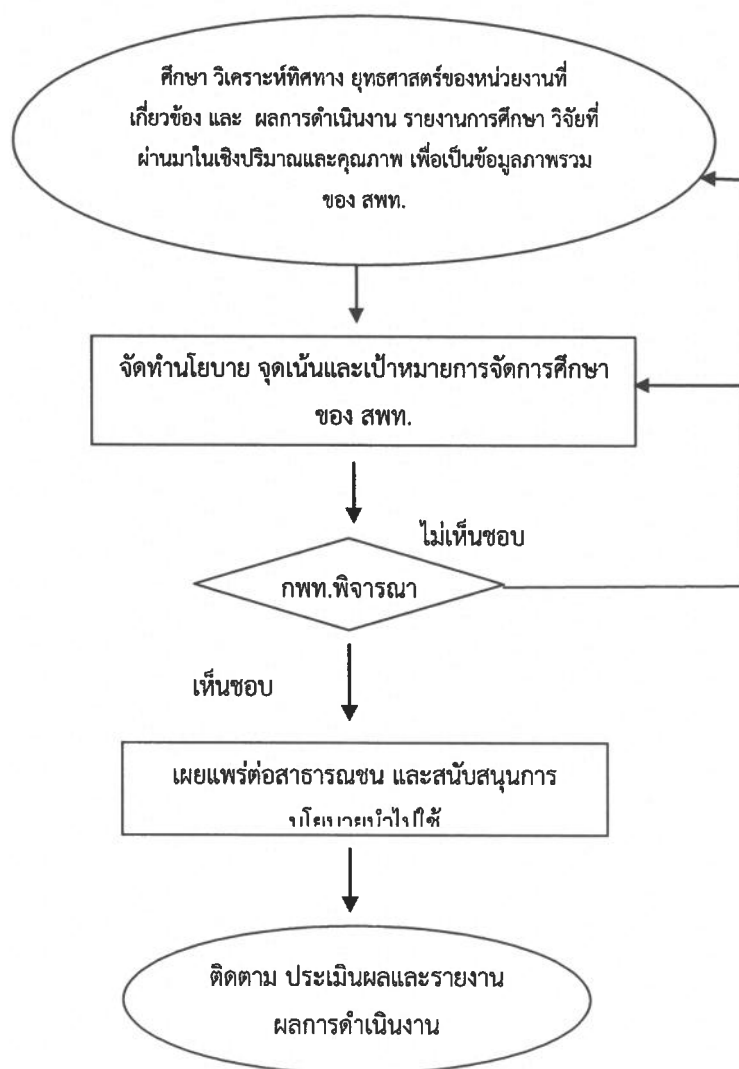 ศึกษา วิเคราะห์ทิศทาง ยุทธศาสตร์ของหน่วยงานที่
เกี่ยวข้อง และ ผลการดำเนินงาน รายงานการศึกษา วิจัยที่
ผ่านมาในเชิงปริมาณและคุณภาพ เพื่อเป็นข้อมูลภาพรวม
ของ สพท.
จัดทำนโยบาย จุดเน้นและเป้าหมายการจัดการศึกษา
ของ สพท.
ไม่เห็นชอบ
กพท.พิจารณา
เห็นชอบ
เผยแพร่ต่อสาธารณชน และสนับสนุนการ
นโยบายนำไปใช้
ติดตาม ประเมินผลและรายงาน
ผลการดำเนินงาน